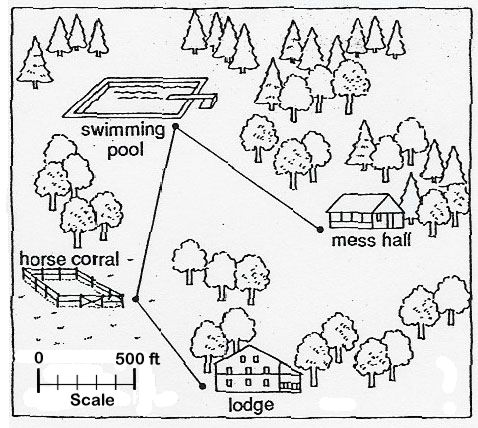 swimming
pool
mess hall
horse corral
0 500 ft
Scale
lodge